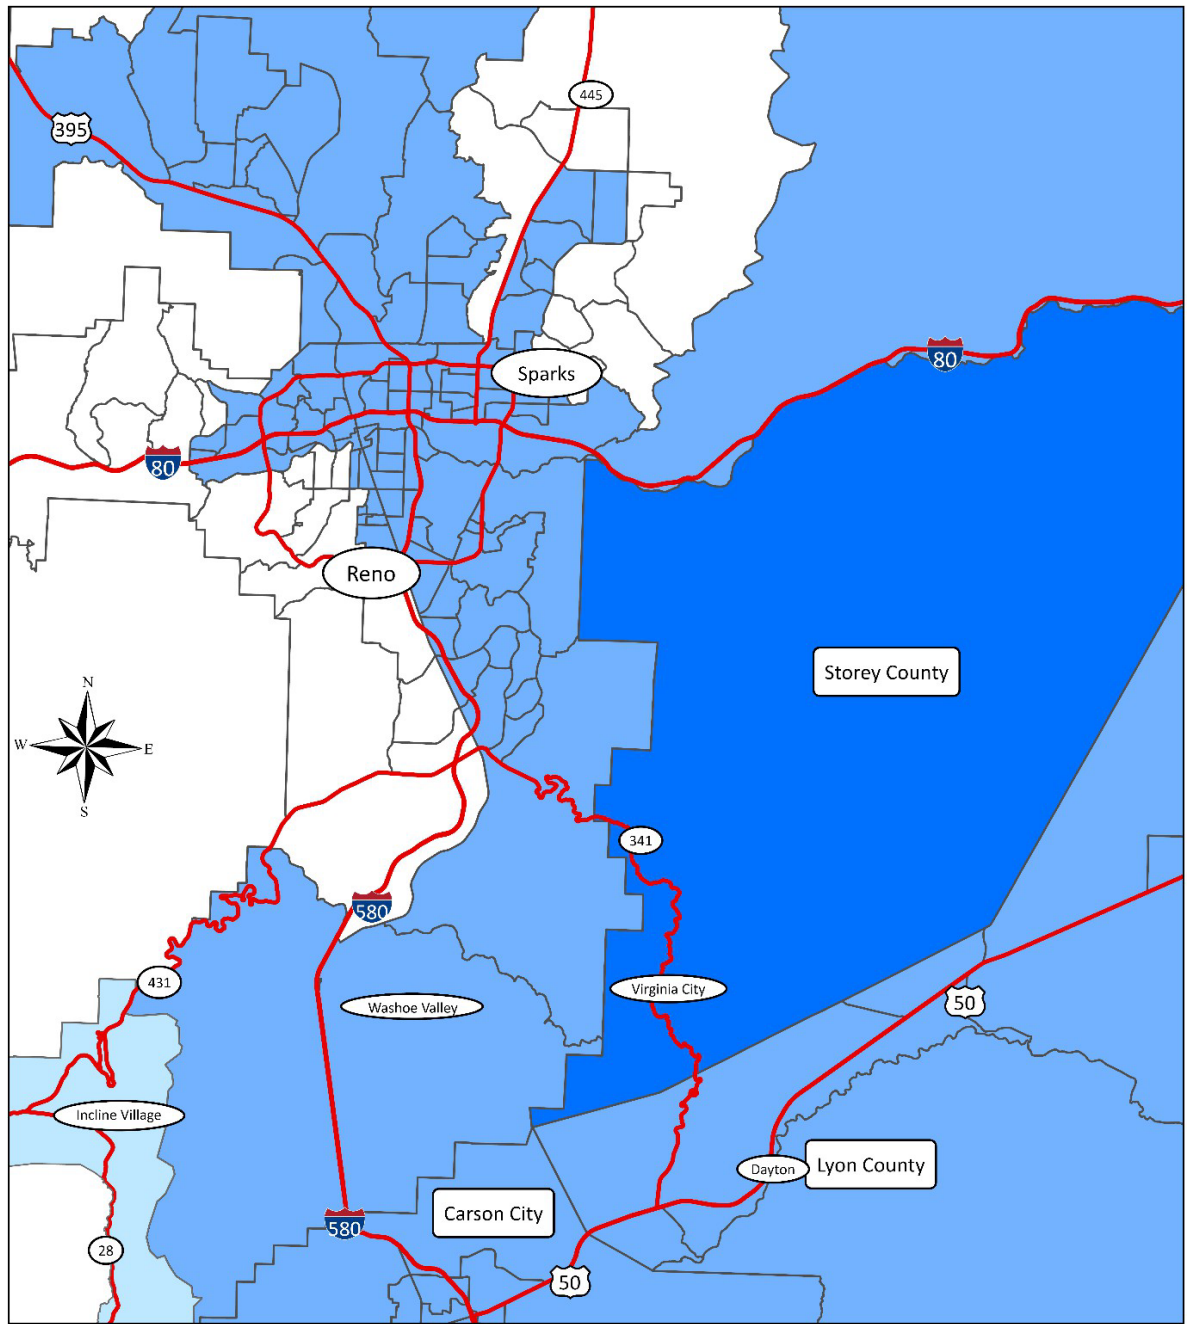 445
395
80
Sparks
80
Reno
Storey County
N
W
E
S
341
580
431
Virginia City
50
Washoe Valley
Incline Village
Dayton
Lyon County
Carson City
580
28
50